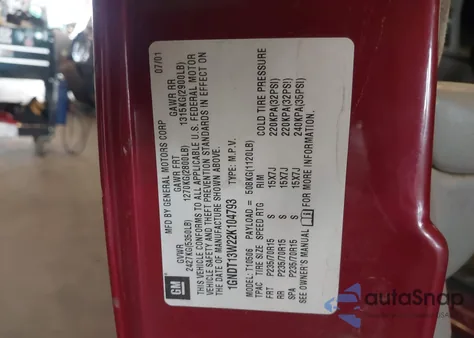 MFD BY GENERAL MOTORS CORP 07/01
GVWR GAWR FRT GAWR RR
2427KG(5350LB) 1270KG(2800LB) 1315KG(2900LB)
THIS VEHICLE CONFORMS TO ALL APPLICABLE U.S. FEDERAL MOTOR
VEHICLE SAFETY AND THEFT PREVENTION STANDARDS IN EFFECT ON
THE DATE OF MANUFACTURE SHOWN ABOVE.
1GNDT13W22K104793 TYPE: M.P.V.
GM
MODEL: T10506 PAYLOAD = 508KG(1120LB)
TPAC TIRE SIZE SPEED RTG RIM COLD TIRE PRESSURE
FRT P235/70R15 S 15X7J 220KPA(32PSI)
RR P235/70R15 S 15X7J 220KPA(32PSI)
SPA P235/70R15 S 15X7J 240KPA(35PSI)
SEE OWNER'S MANUAL FOR MORE INFORMATION.
autoSnap